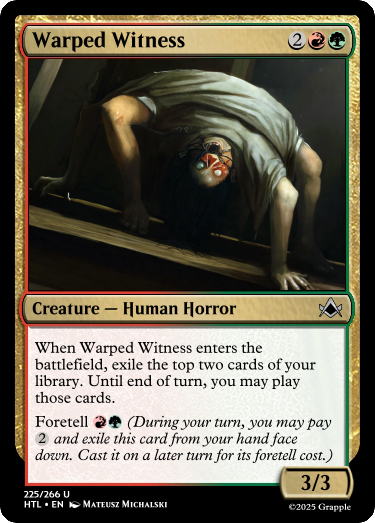 Warped Witness 2
Creature — Human Horror
When Warped Witness enters the
battlefield, exile the top two cards of your
library. Until end of turn, you may play
those cards.
Foretell (During your turn, you may pay
2 and exile this card from your hand face
down. Cast it on a later turn for its foretell cost.)
3/3
225/266 U
HTL • EN Mateusz Michalski
©2025 Grapple